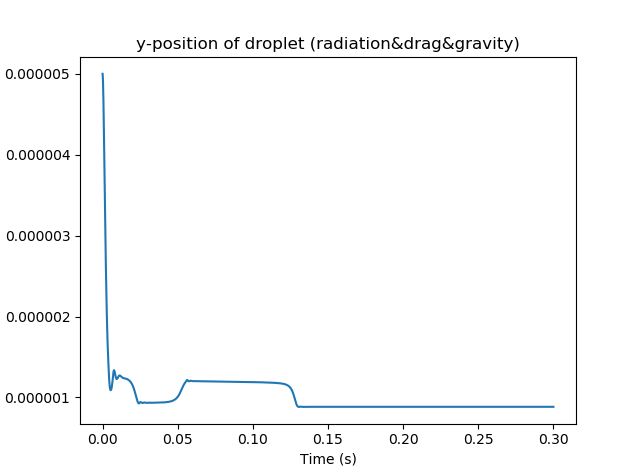 y-position of droplet (radiation&drag&gravity)
0.000005
0.000004
0.000003
0.000002
0.000001
0.00 0.05 0.10 0.15 0.20 0.25 0.30
Time (s)